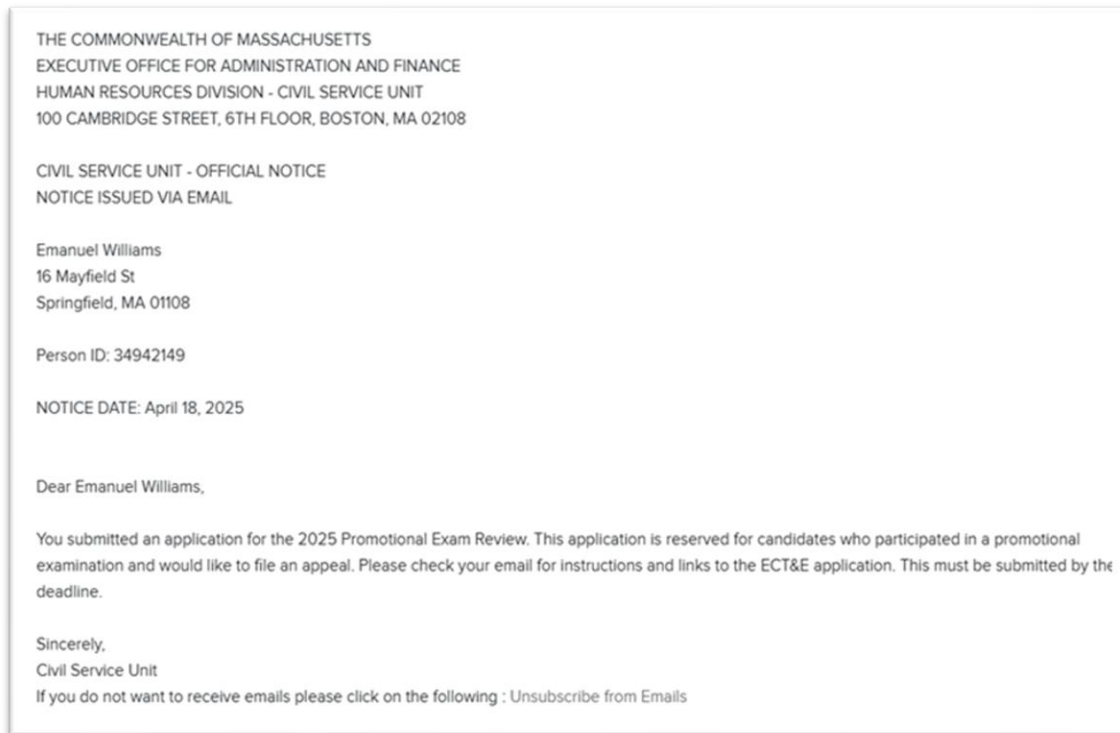 THE COMMONWEALTH OF MASSACHUSETTS
EXECUTIVE OFFICE FOR ADMINISTRATION AND FINANCE
HUMAN RESOURCES DIVISION - CIVIL SERVICE UNIT
100 CAMBRIDGE STREET, 6TH FLOOR, BOSTON, MA 02108
CIVIL SERVICE UNIT - OFFICIAL NOTICE
NOTICE ISSUED VIA EMAIL
Emanuel Williams
16 Mayfield St
Springfield, MA 01108
Person ID: 34942149
NOTICE DATE: April 18, 2025
Dear Emanuel Williams,
You submitted an application for the 2025 Promotional Exam Review. This application is reserved for candidates who participated in a promotional
examination and would like to file an appeal. Please check your email for instructions and links to the ECT&E application. This must be submitted by the
deadline.
Sincerely,
Civil Service Unit
If you do not want to receive emails please click on the following : Unsubscribe from Emails